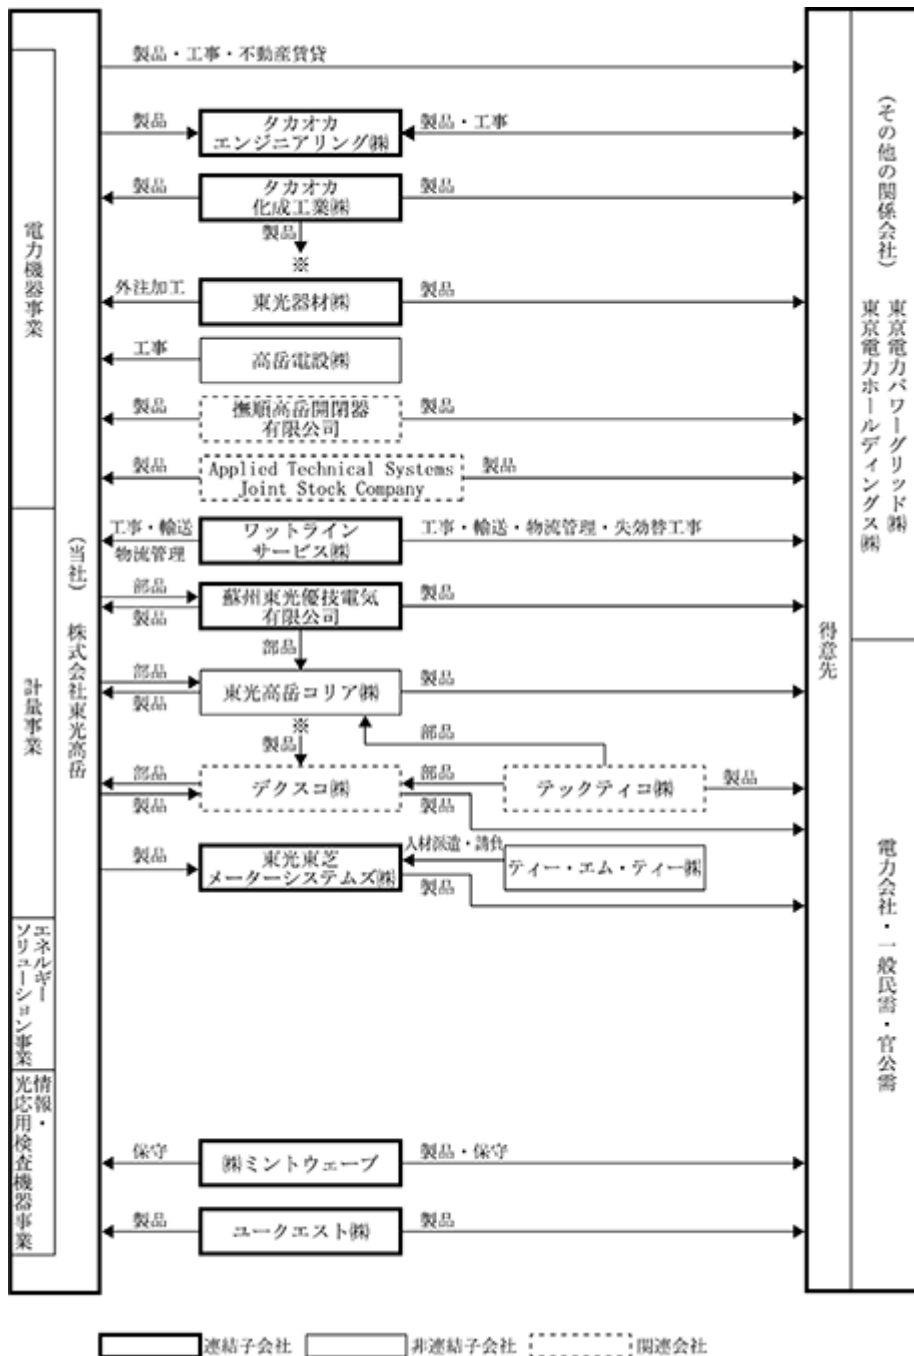 製品・工事・不動産賃貸
電力機器事業
製品
タカオカ
エンジニアリング㈱
製品・工事
製品
タカオカ
化成工業㈱
製品
製品
※
外注加工
東光器材㈱
製品
工事
高岳電設㈱
製品
撫順高岳開閉器
有限公司
製品
製品
Applied Technical Systems
Joint Stock Company
製品
(当社) 株式会社東光高岳
計量事業
工事・輸送
物流管理
ワットライン
サービス㈱
工事・輸送・物流管理・失効替工事
部品
製品
蘇州東光優技電気
有限公司
製品
部品
部品
製品
東光高岳コリア㈱
製品
※
製品
部品
部品
製品
デクスコ㈱
部品
製品
テックティコ㈱
製品
製品
東光東芝
メーターシステムズ㈱
人材派遣・請負
製品
ティー・エム・ティー㈱
エネルギー
ソリューション事業
情報・
光応用検査機器事業
保守
㈱ミントウェーブ
製品・保守
製品
ユークエスト㈱
製品
得意先
(その他の関係会社)
東京電力パワーグリッド㈱
東京電力ホールディングス㈱
電力会社・一般民需・官公需
連結子会社
非連結子会社
関連会社